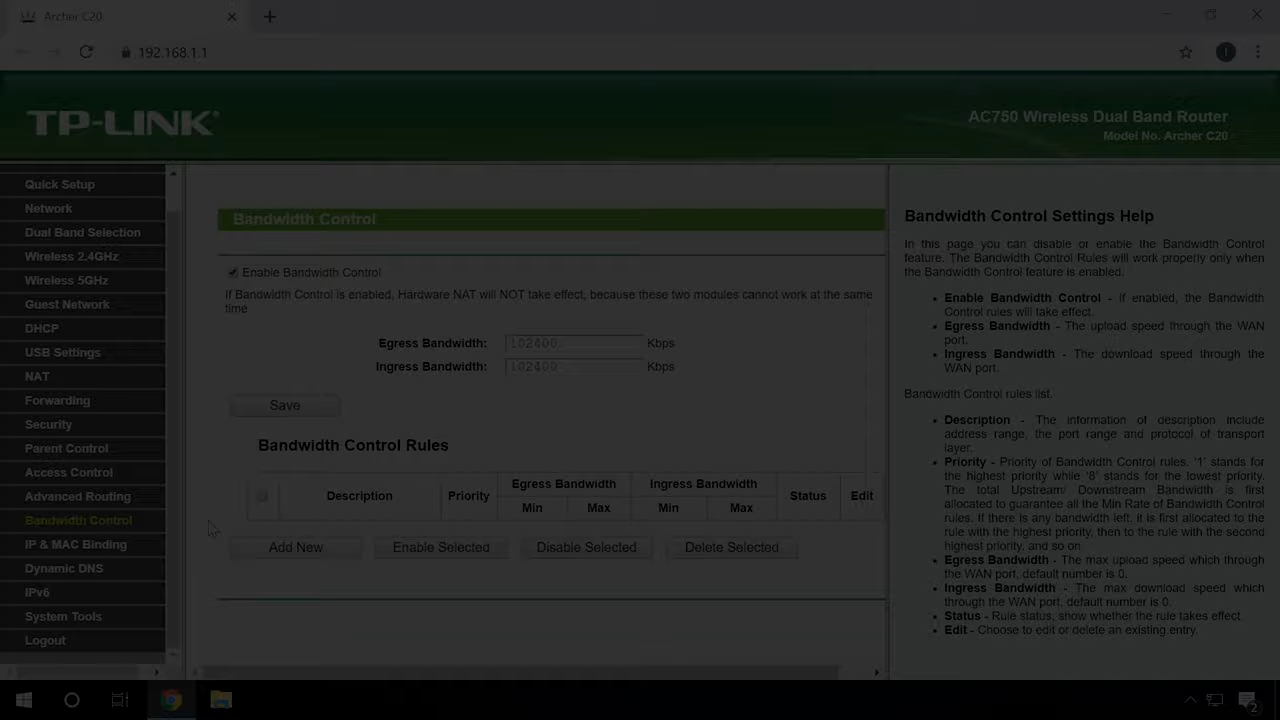 Archer C20
192.168.1.1
TP-LINK
AC750 Wireless Dual Band Router
Model No. Archer C20
Quick Setup
Network
Dual Band Selection
Wireless 2.4GHz
Wireless 5GHz
Guest Network
DHCP
USB Settings
NAT
Forwarding
Security
Parent Control
Access Control
Advanced Routing
Bandwidth Control
IP & MAC Binding
Dynamic DNS
IPv6
System Tools
Logout
Bandwidth Control
Enable Bandwidth Control
If Bandwidth Control is enabled, Hardware NAT will NOT take effect, because these two modules cannot work at the same
time
Egress Bandwidth: 102400 Kbps
Ingress Bandwidth: 102400 Kbps
Save
Bandwidth Control Rules
Description Priority Egress Bandwidth Ingress Bandwidth Status Edit
Min Max Min Max
Add New Enable Selected Disable Selected Delete Selected
Bandwidth Control Settings Help
In this page you can disable or enable the Bandwidth Control
feature. The Bandwidth Control Rules will work properly only when
the Bandwidth Control feature is enabled.
Enable Bandwidth Control - If enabled, the Bandwidth
Control rules will take effect.
Egress Bandwidth - The upload speed through the WAN
port.
Ingress Bandwidth - The download speed through the
WAN port.
Bandwidth Control rules list.
Description - The information of description include
address range, the port range and protocol of transport
layer.
Priority - Priority of Bandwidth Control rules. '1' stands for
the highest priority while '8' stands for the lowest priority.
The total Upstream/ Downstream Bandwidth is first
allocated to guarantee all the Min Rate of Bandwidth Control
rules. If there is any bandwidth left, it is first allocated to the
rule with the highest priority, then to the rule with the second
highest priority, and so on.
Egress Bandwidth - The max upload speed which through
the WAN port, default number is 0.
Ingress Bandwidth - The max download speed which
through the WAN port, default number is 0.
Status - Rule status, show whether the rule takes effect.
Edit - Choose to edit or delete an existing entry.
2